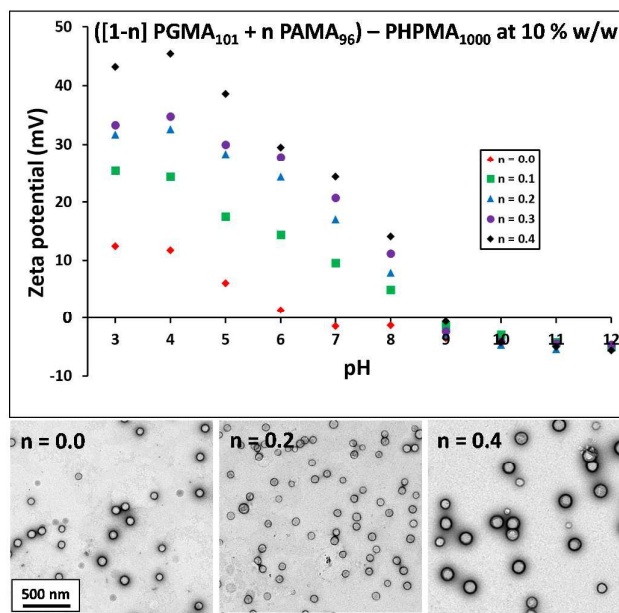 ([1-n] PGMA101 + n PAMA96) – PHPMA1000 at 10 % w/w
Zeta potential (mV)
50
40
30
20
10
0
-10
3 4 5 6 7 8 9 10 11 12
pH
n = 0.0
n = 0.1
n = 0.2
n = 0.3
n = 0.4
n = 0.0
n = 0.2
n = 0.4
500 nm